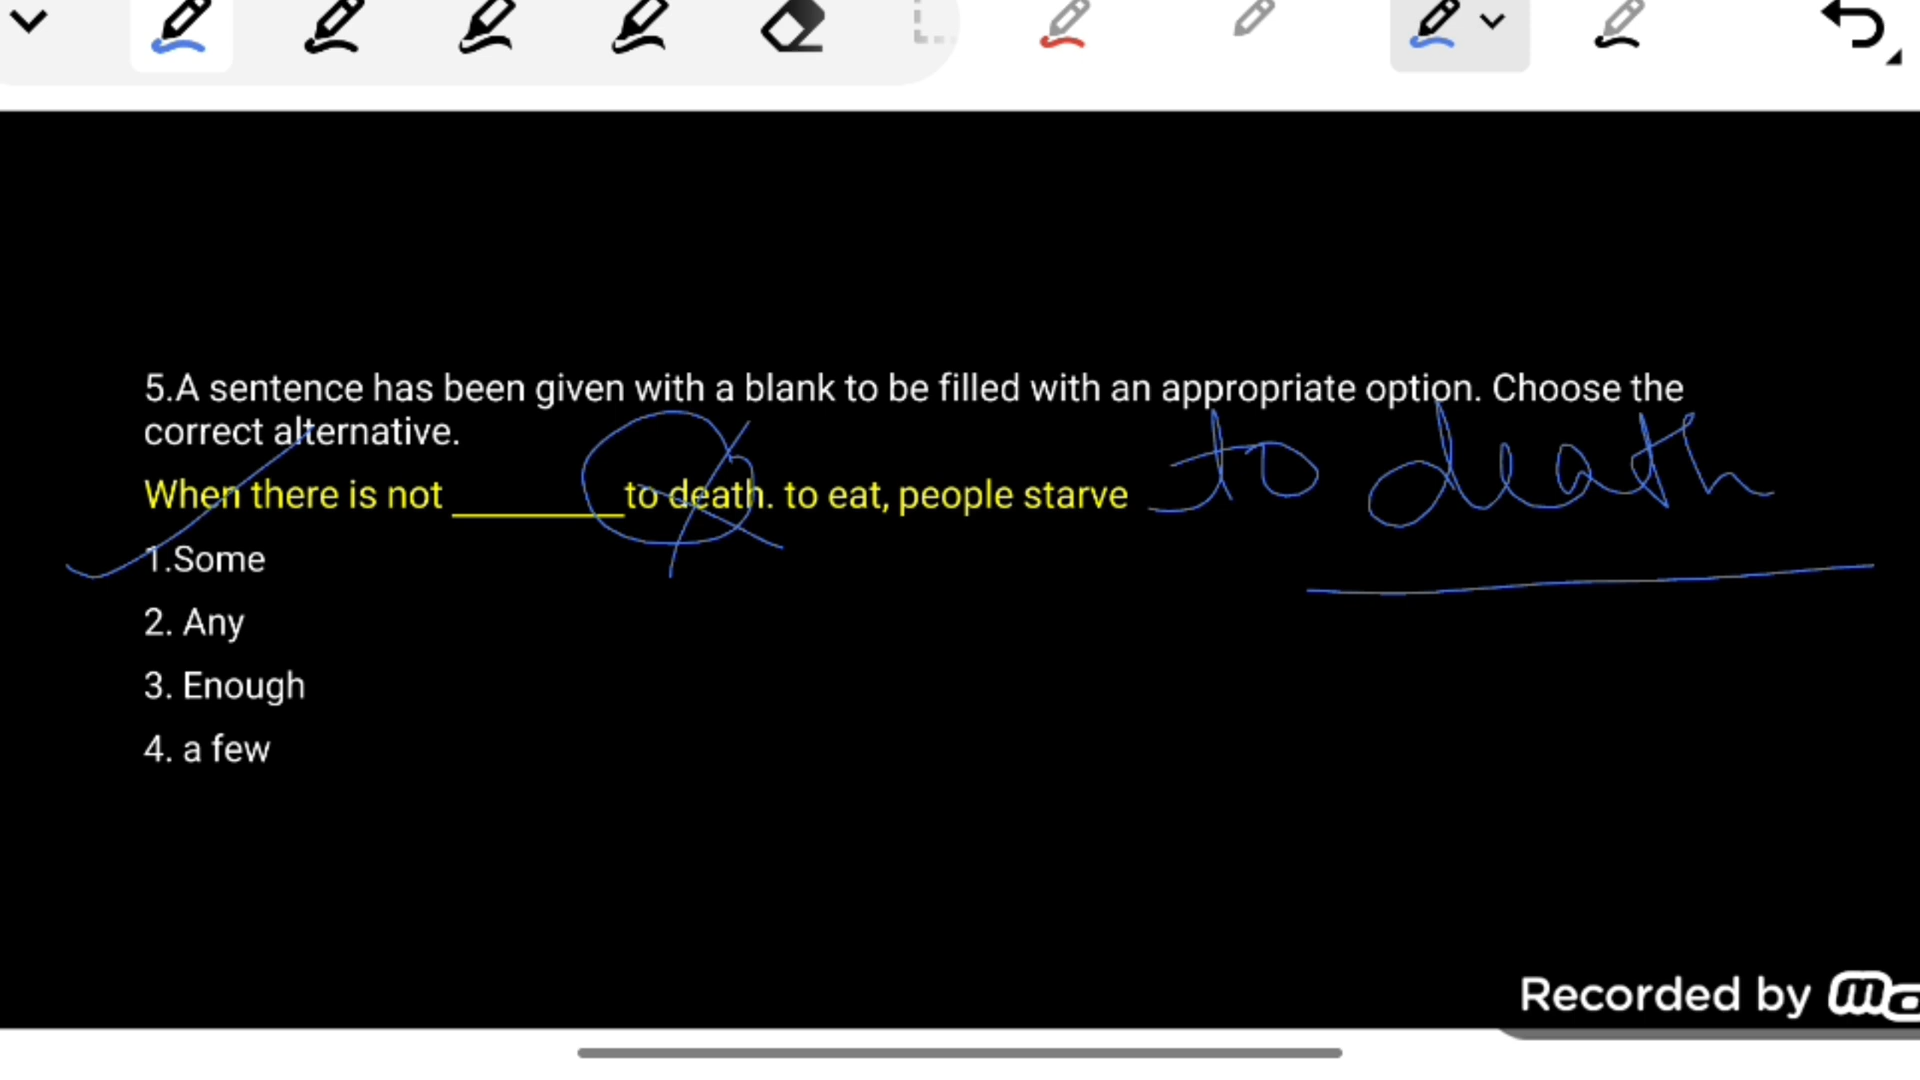 5.A sentence has been given with a blank to be filled with an appropriate option. Choose the
correct alternative.
When there is not _________to death. to eat, people starve to death
1.Some
2. Any
3. Enough
4. a few
Recorded by